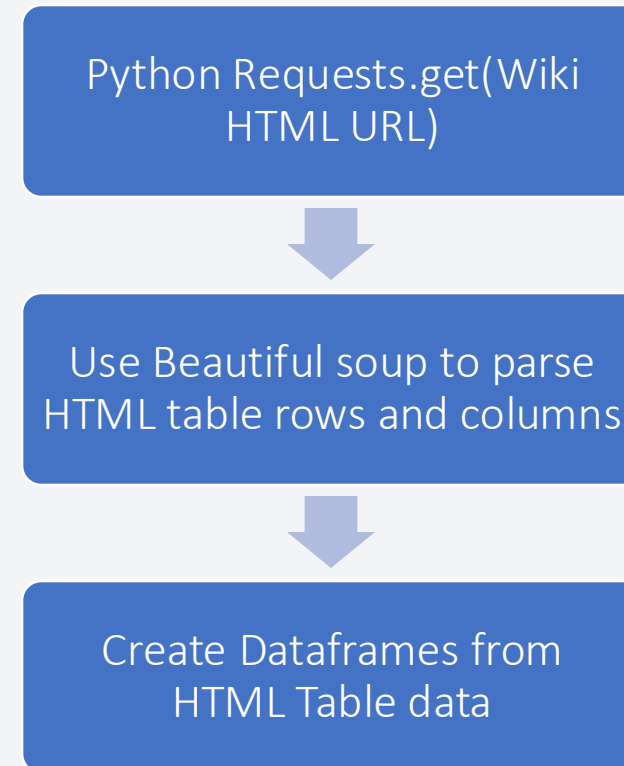 Python Requests.get(Wiki
HTML URL)
Use Beautiful soup to parse
HTML table rows and columns
Create Dataframes from
HTML Table data